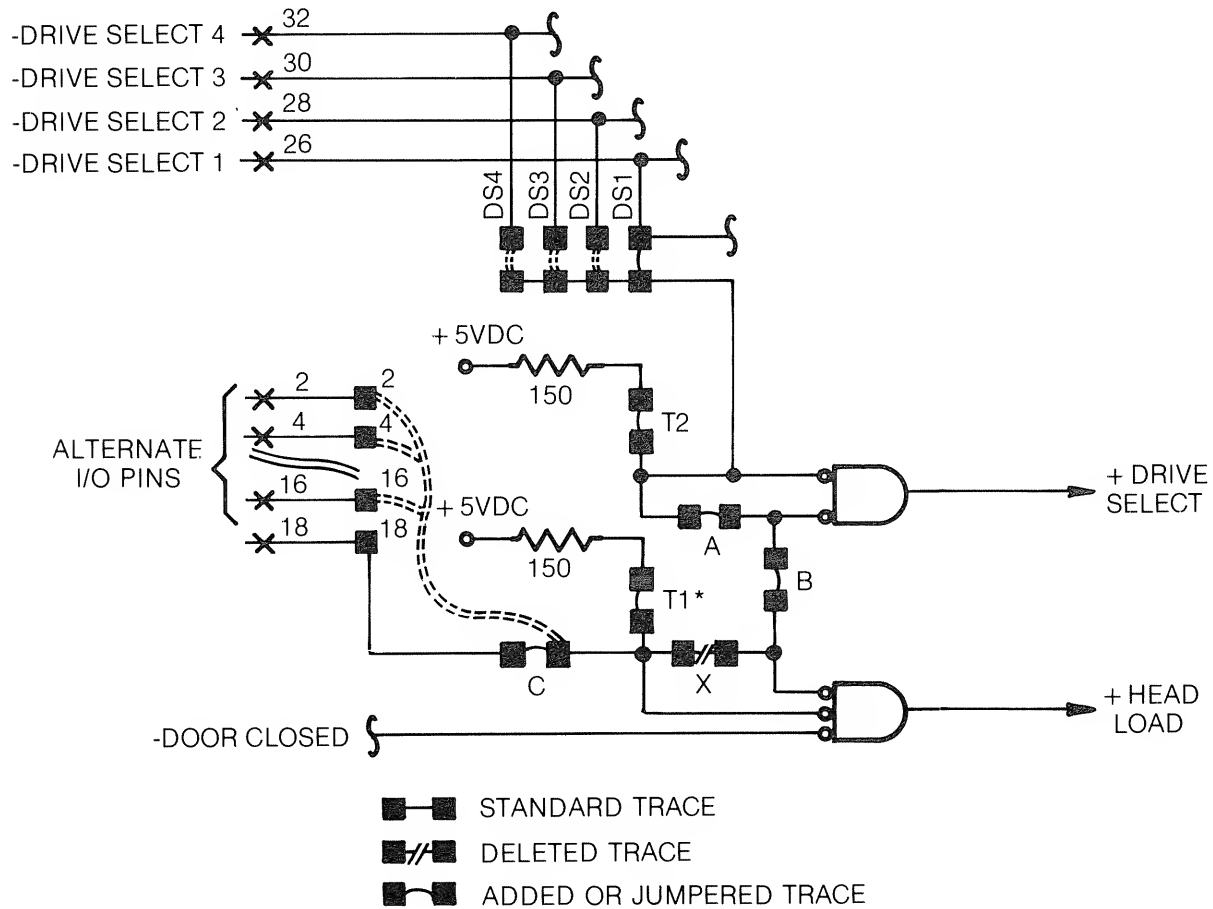 -DRIVE SELECT 4 32
-DRIVE SELECT 3 30
-DRIVE SELECT 2 28
-DRIVE SELECT 1 26
DS4 DS3 DS2 DS1
+ 5VDC
150
T2
ALTERNATE
I/O PINS
2 2
4 4
16 16
18 18
+ 5VDC
150
T1*
A
B
C
X
+ DRIVE
SELECT
-DOOR CLOSED
+ HEAD
LOAD
STANDARD TRACE
DELETED TRACE
ADDED OR JUMPERED TRACE